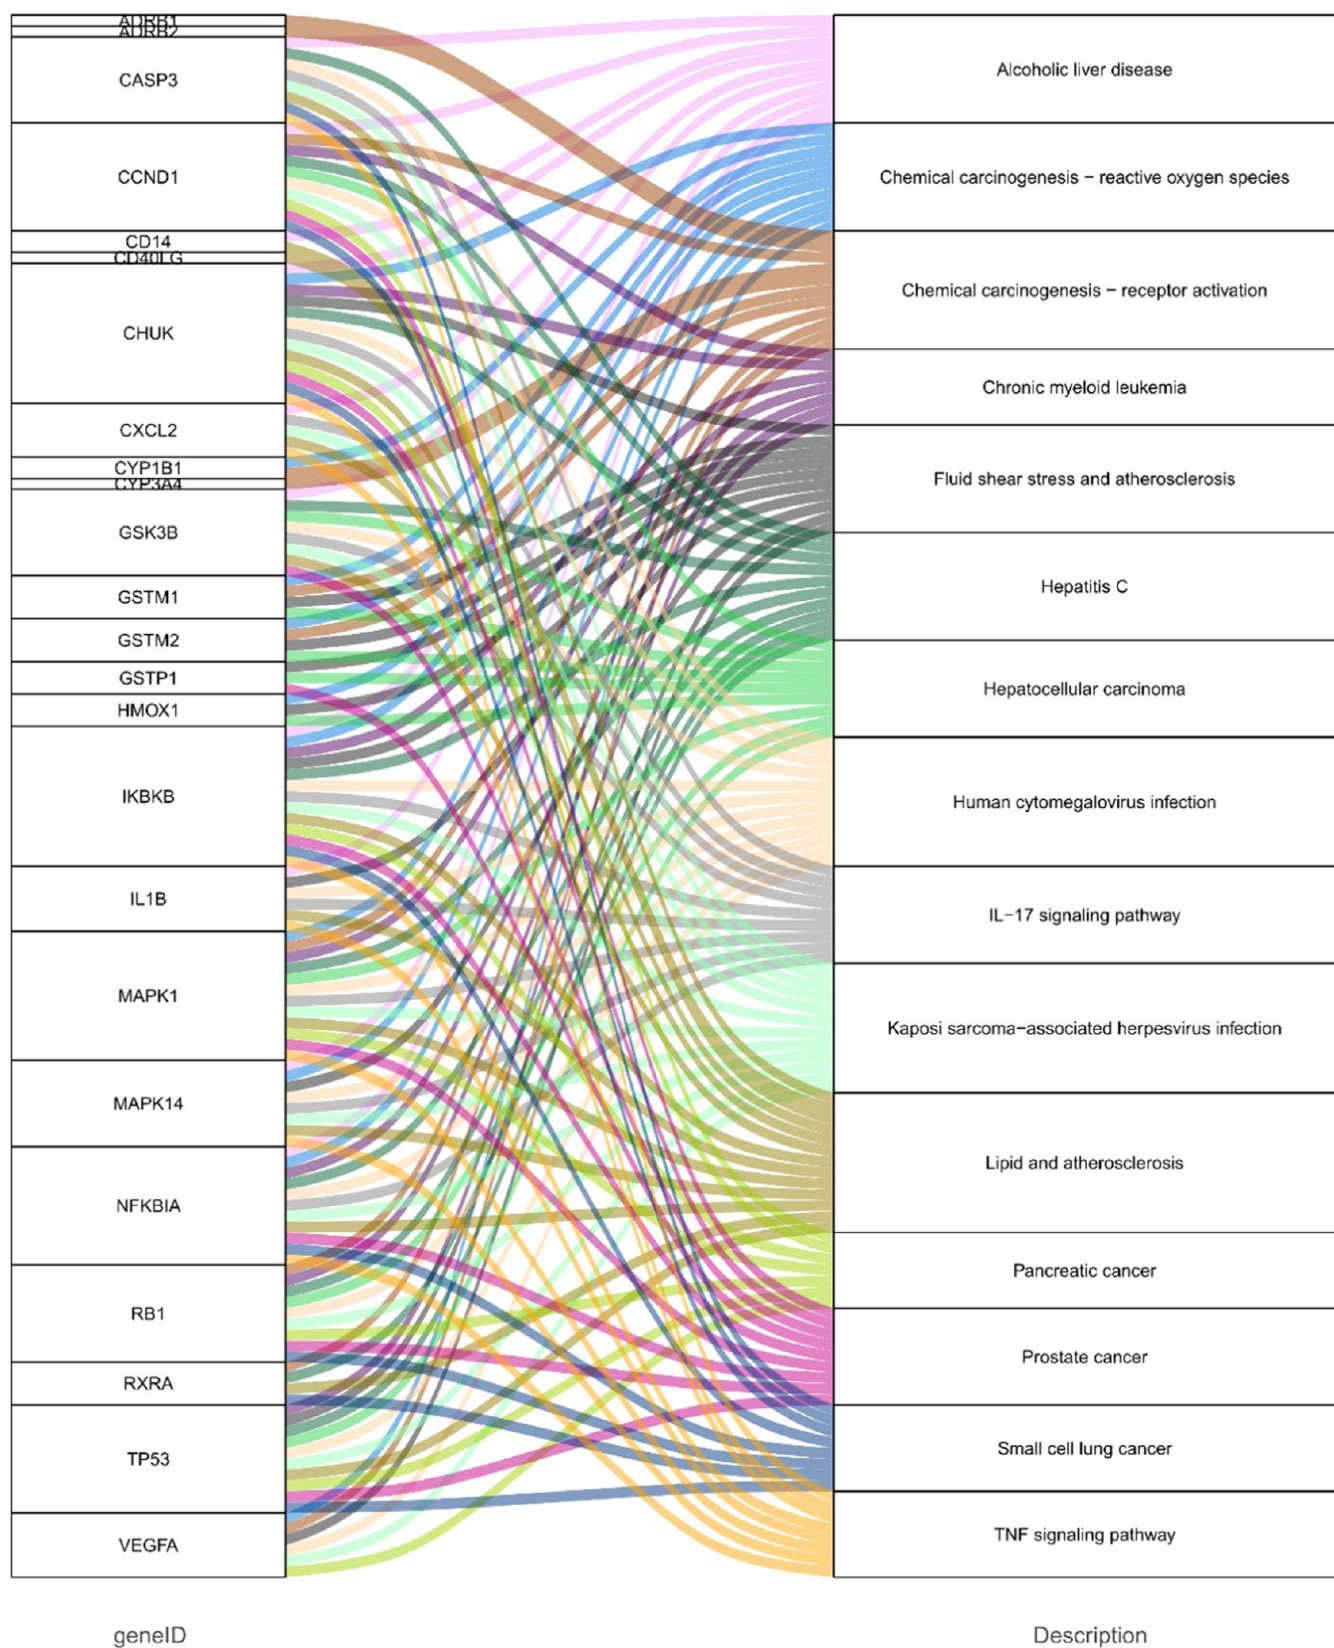 ADRB1
ADRB2
CASP3
CCND1
CD14
CD40LG
CHUK
CXCL2
CYP1B1
CYP3A4
GSK3B
GSTM1
GSTM2
GSTP1
HMOX1
IKBKB
IL1B
MAPK1
MAPK14
NFKBIA
RB1
RXRA
TP53
VEGFA
geneID
Alcoholic liver disease
Chemical carcinogenesis − reactive oxygen species
Chemical carcinogenesis − receptor activation
Chronic myeloid leukemia
Fluid shear stress and atherosclerosis
Hepatitis C
Hepatocellular carcinoma
Human cytomegalovirus infection
IL−17 signaling pathway
Kaposi sarcoma−associated herpesvirus infection
Lipid and atherosclerosis
Pancreatic cancer
Prostate cancer
Small cell lung cancer
TNF signaling pathway
Description